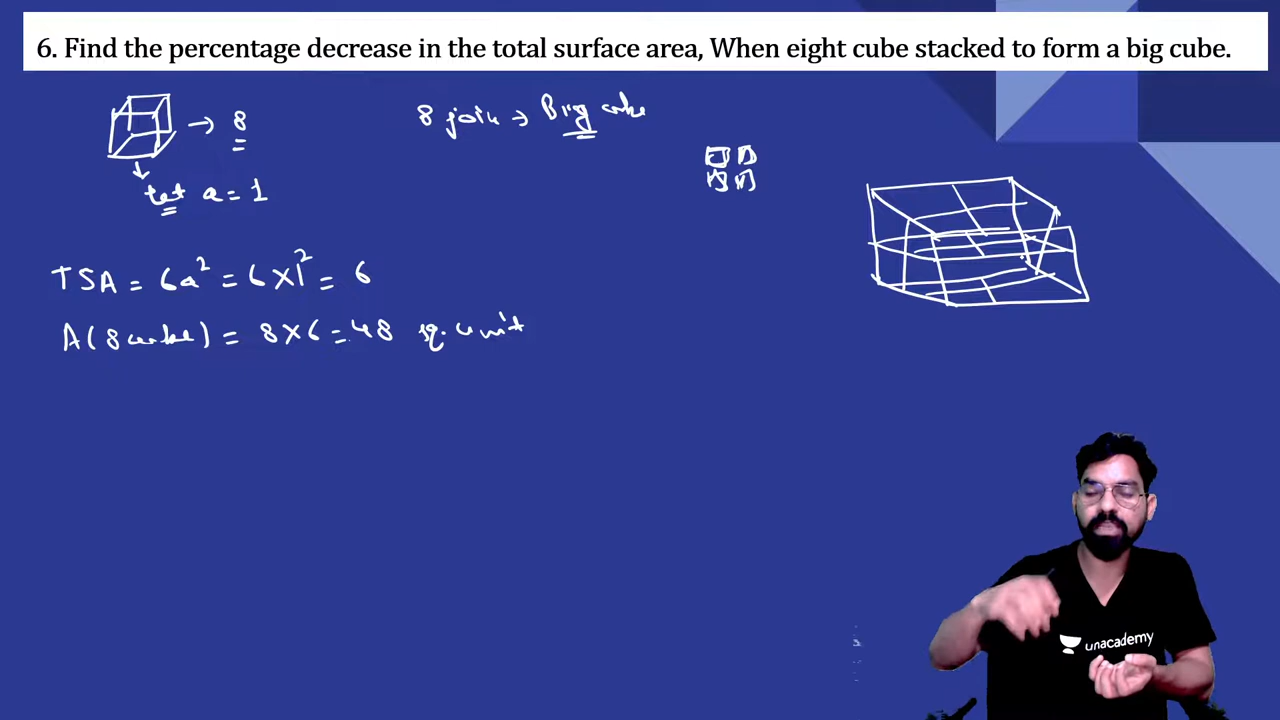 6. Find the percentage decrease in the total surface area, When eight cube stacked to form a big cube.
→ 8
8 join → Big cube
let a = 1
TSA = 6a² = 6×1² = 6
A(8 cube) = 8×6 = 48 sq. unit
unacademy